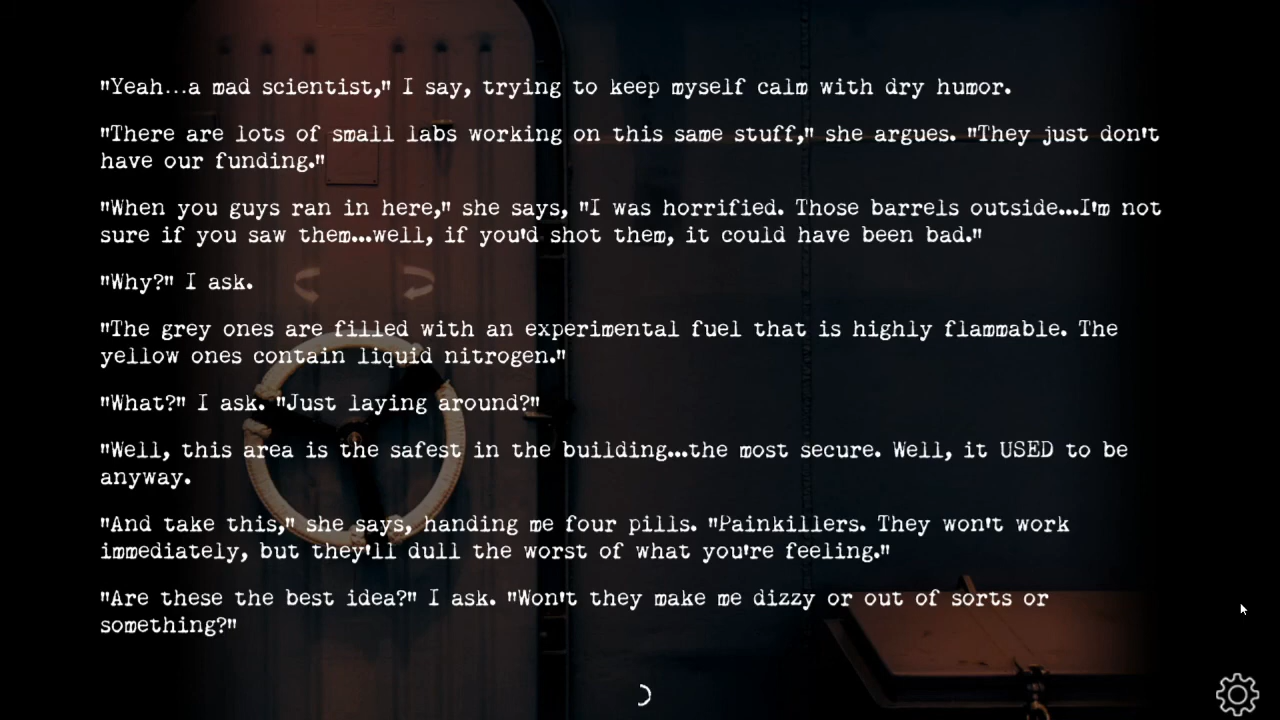 "Yeah...a mad scientist," I say, trying to keep myself calm with dry humor.
"There are lots of small labs working on this same stuff," she argues. "They just don't
have our funding."
"When you guys ran in here," she says, "I was horrified. Those barrels outside...I'm not
sure if you saw them...well, if you'd shot them, it could have been bad."
"Why?" I ask.
"The grey ones are filled with an experimental fuel that is highly flammable. The
yellow ones contain liquid nitrogen."
"What?" I ask. "Just laying around?"
"Well, this area is the safest in the building...the most secure. Well, it USED to be
anyway.
"And take this," she says, handing me four pills. "Painkillers. They won't work
immediately, but they'll dull the worst of what you're feeling."
"Are these the best idea?" I ask. "Won't they make me dizzy or out of sorts or
something?"